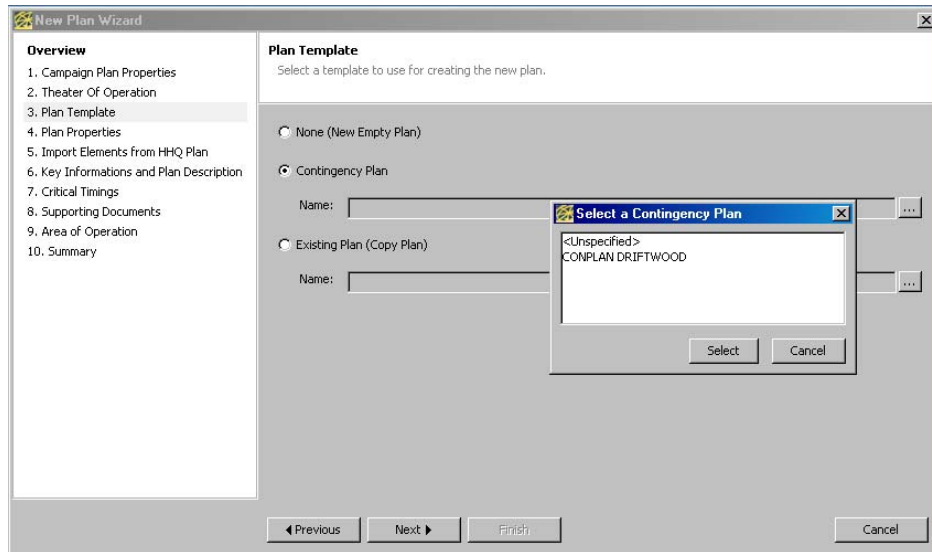 New Plan Wizard
Overview
1. Campaign Plan Properties
2. Theater Of Operation
3. Plan Template
4. Plan Properties
5. Import Elements from HHQ Plan
6. Key Informations and Plan Description
7. Critical Timings
8. Supporting Documents
9. Area of Operation
10. Summary
Plan Template
Select a template to use for creating the new plan.
None (New Empty Plan)
Contingency Plan
Name:
...
Existing Plan (Copy Plan)
Name:
...
Select a Contingency Plan
<Unspecified>
CONPLAN DRIFTWOOD
Select
Cancel
Previous
Next
Finish
Cancel